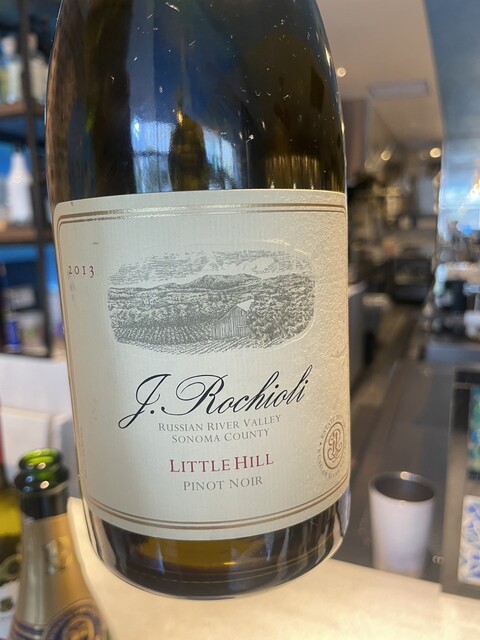 2013
J. Rochioli
RUSSIAN RIVER VALLEY
SONOMA COUNTY
LITTLE HILL
PINOT NOIR